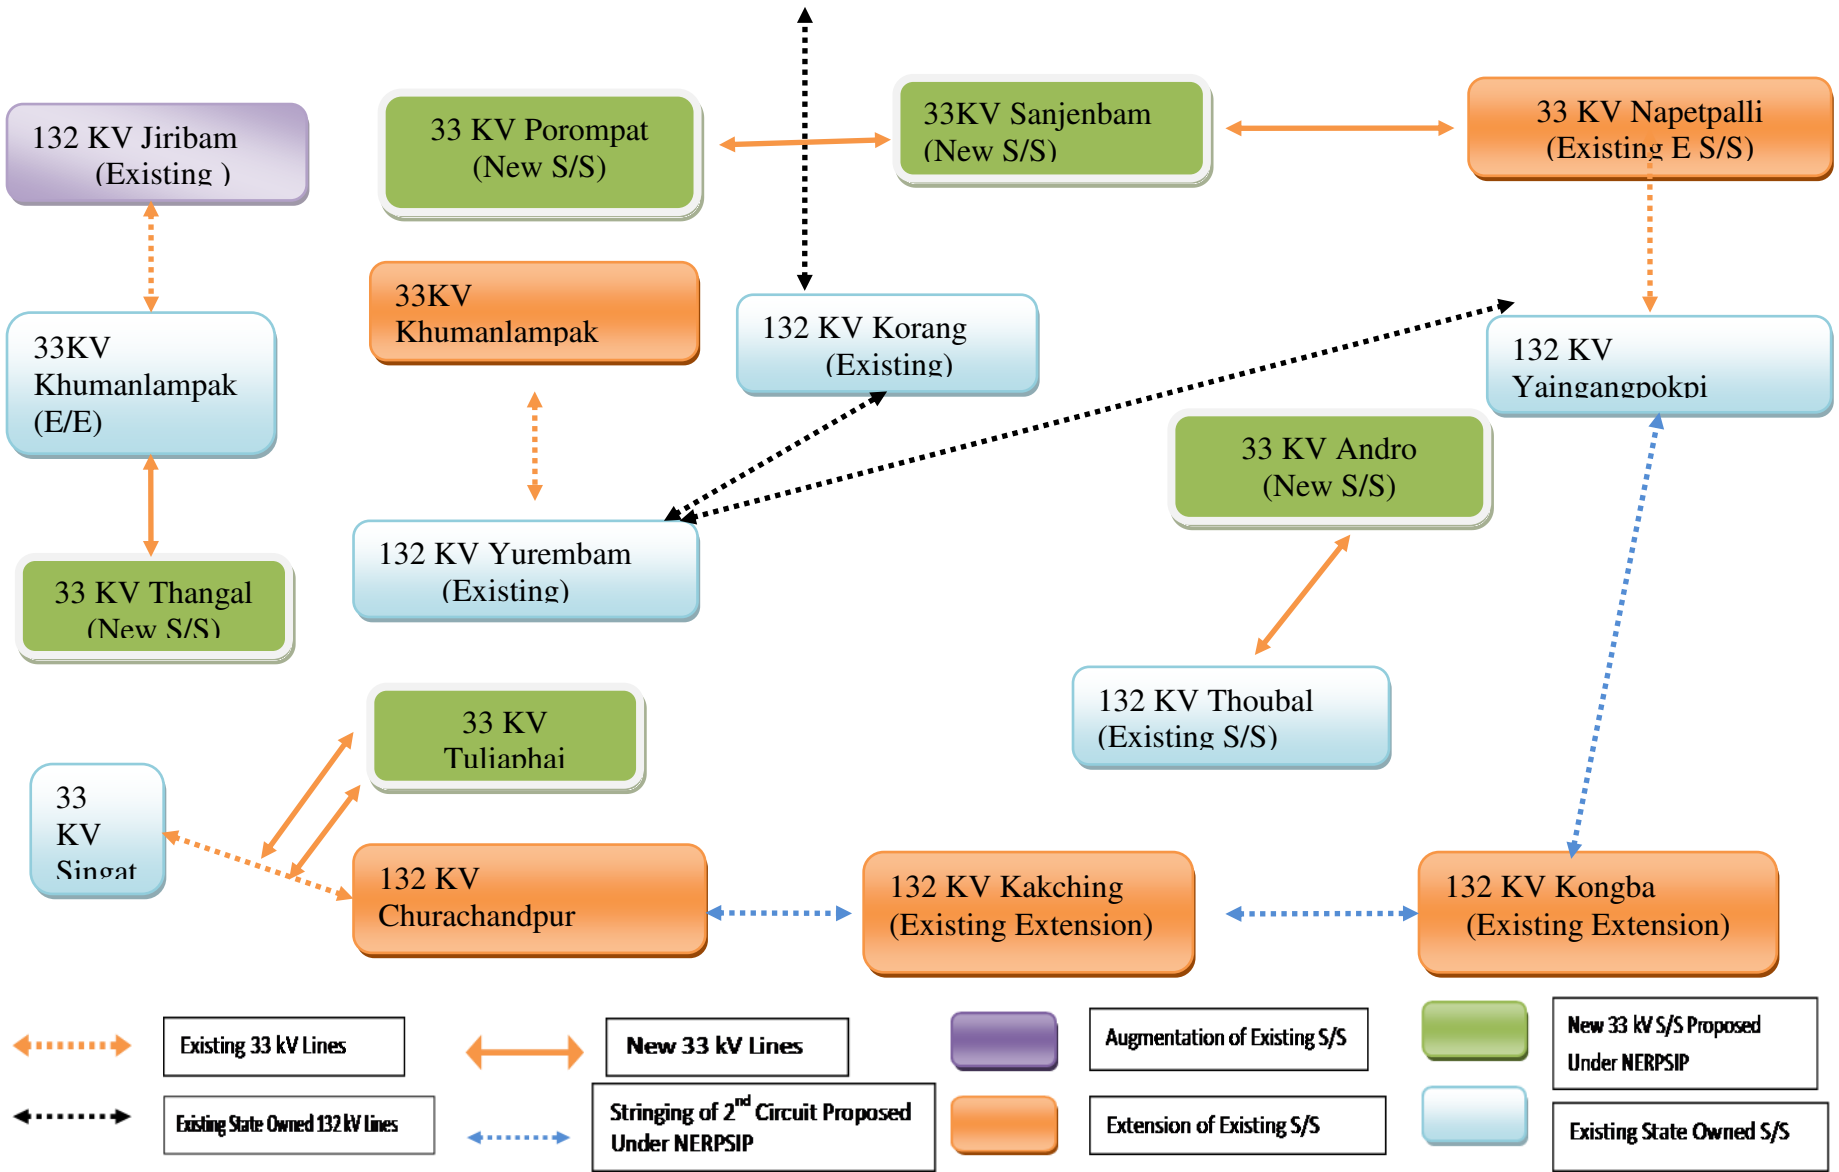 132 KV Jiribam
(Existing )
33 KV Porompat
(New S/S)
33KV Sanjenbam
(New S/S)
33 KV Napetpalli
(Existing E S/S)
33KV
Khumanlampak
(E/E)
33KV
Khumanlampak
132 KV Korang
(Existing)
132 KV
Yaingangpokpi
33 KV Andro
(New S/S)
33 KV Thangal
(New S/S)
132 KV Yurembam
(Existing)
132 KV Thoubal
(Existing S/S)
33 KV
Tuliaphai
33
KV
Singat
132 KV
Churachandpur
132 KV Kakching
(Existing Extension)
132 KV Kongba
(Existing Extension)
Existing 33 kV Lines
New 33 kV Lines
Augmentation of Existing S/S
New 33 kV S/S Proposed
Under NERPSIP
Existing State Owned 132 kV Lines
Stringing of 2nd Circuit Proposed
Under NERPSIP
Extension of Existing S/S
Existing State Owned S/S